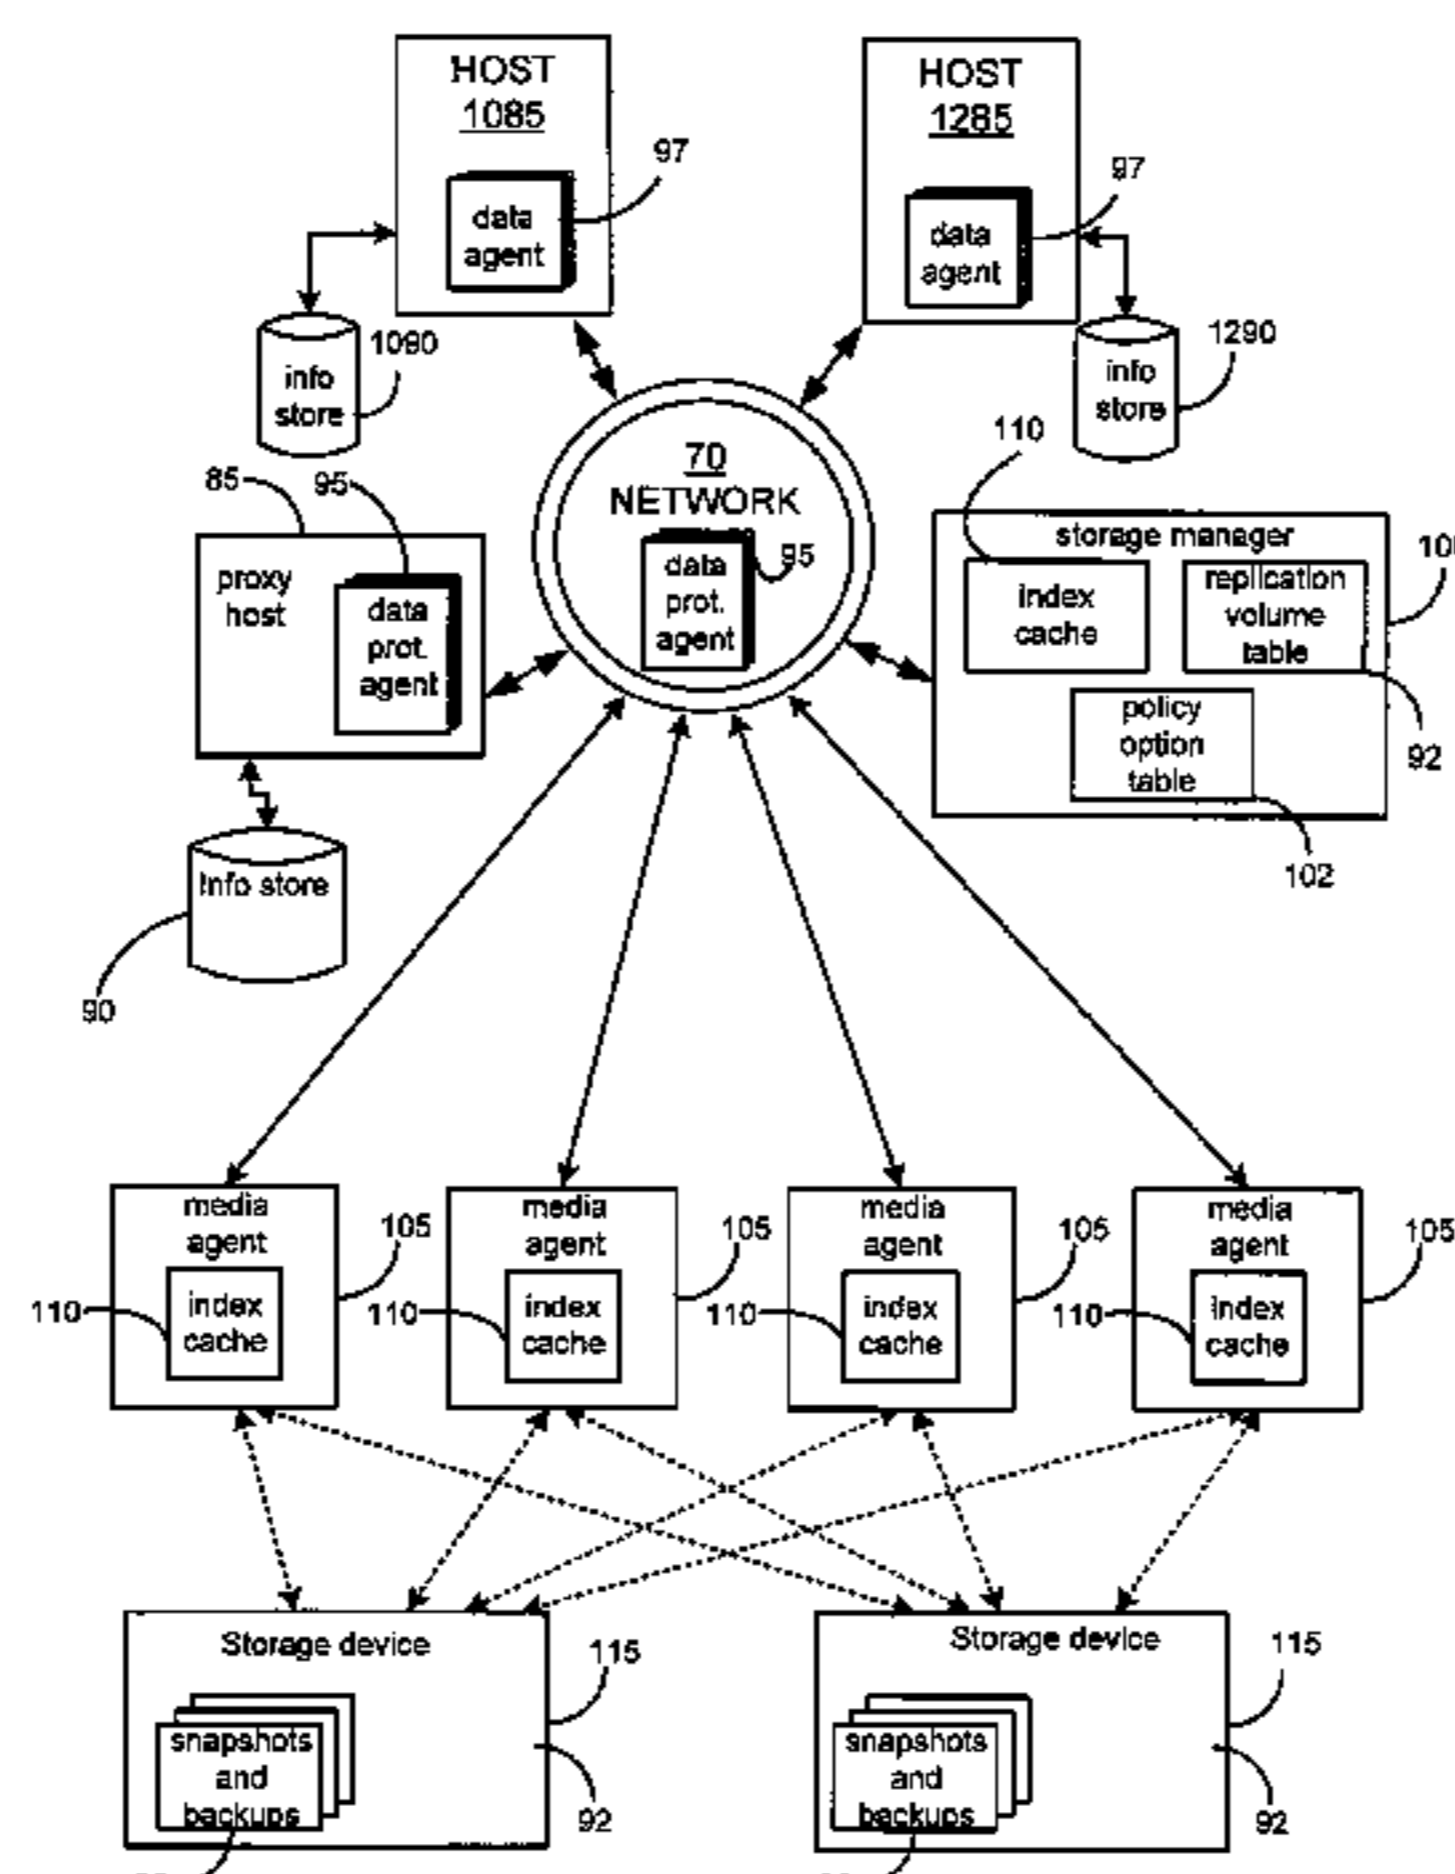 HOST
1085
data
agent
97
HOST
1285
data
agent
97
info
store
1090
info
store
1290
70
NETWORK
data
prot.
agent
95
85
95
proxy
host
data
prot.
agent
110
storage manager
index
cache
replication
volume
table
policy
option
table
92
102
Info store
90
media
agent
index
cache
110
105
media
agent
index
cache
110
105
media
agent
index
cache
110
105
media
agent
index
cache
110
105
Storage device
snapshots
and
backups
115
92
Storage device
snapshots
and
backups
115
92